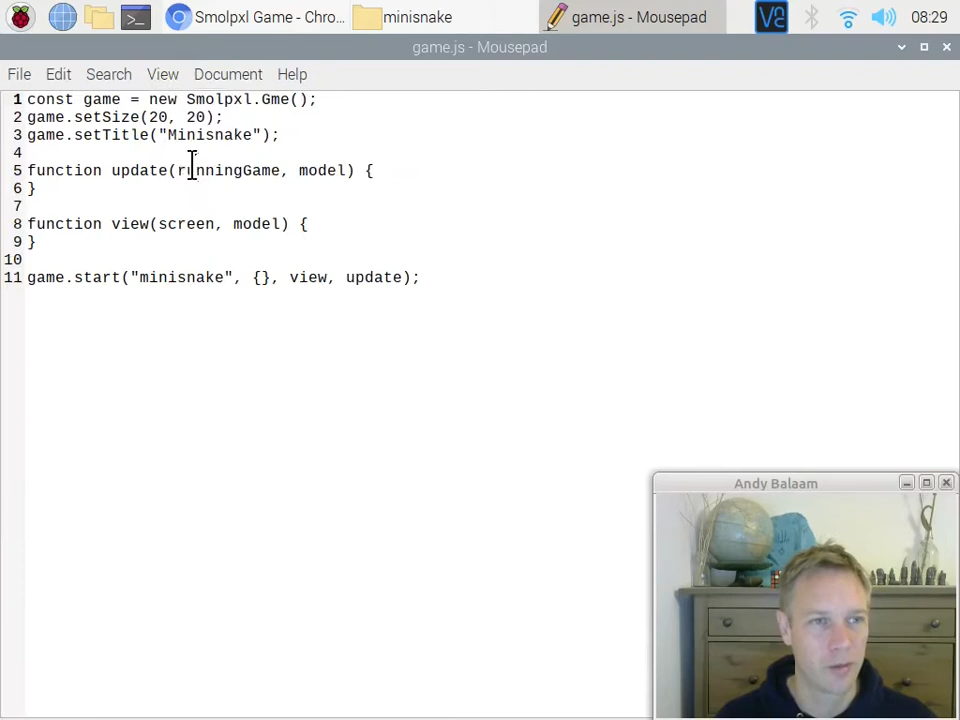 Smolpxl Game - Chro...
minisnake
game.js - Mousepad
08:29
game.js - Mousepad
File Edit Search View Document Help
1 const game = new Smolpxl.Gme();
2 game.setSize(20, 20);
3 game.setTitle("Minisnake");
4
5 function update(runningGame, model) {
6 }
7
8 function view(screen, model) {
9 }
10
11 game.start("minisnake", {}, view, update);
Andy Balaam